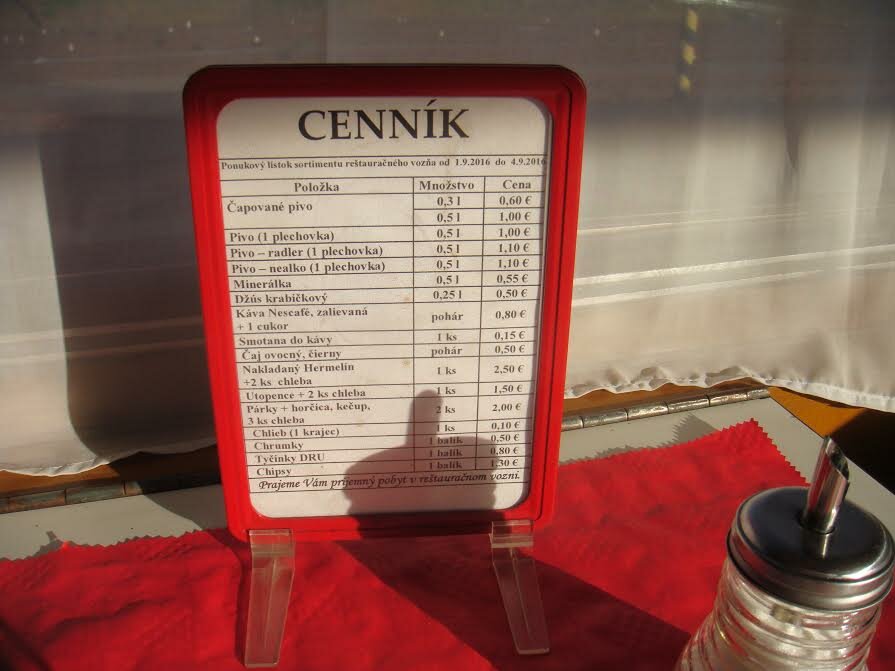 CENNÍK
Ponukový lístok sortimentu reštauračného vozňa od 1.9.2016 do 4.9.2016
Položka Množstvo Cena
Čapované pivo 0,3 l 0,60 €
0,5 l 1,00 €
Pivo (1 plechovka) 0,5 l 1,00 €
Pivo – radler (1 plechovka) 0,5 l 1,10 €
Pivo – nealko (1 plechovka) 0,5 l 1,10 €
Minerálka 0,5 l 0,55 €
Džús krabičkový 0,25 l 0,50 €
Káva Nescafé, zalievaná pohár 0,80 €
+ 1 cukor
Smotana do kávy 1 ks 0,15 €
Čaj ovocný, čierny pohár 0,50 €
Nakladaný Hermelín 1 ks 2,50 €
+2 ks chleba
Utopenec + 2 ks chleba 1 ks 1,50 €
Párky + horčica, kečup, 2 ks 2,00 €
3 ks chleba
Chlieb (1 krajec) 1 ks 0,10 €
Chrumky 1 balík 0,50 €
Tyčinky DRU 1 balík 0,80 €
Chipsy 1 balík 1,30 €
Prajeme Vám príjemný pobyt v reštauračnom vozni.